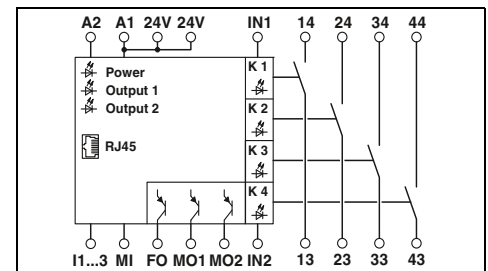 A2 A1 24V 24V IN1 14 24 34 44
Power
Output 1
Output 2
RJ45
K 1
K 2
K 3
K 4
I1...3 MI FO MO1 MO2 IN2 13 23 33 43